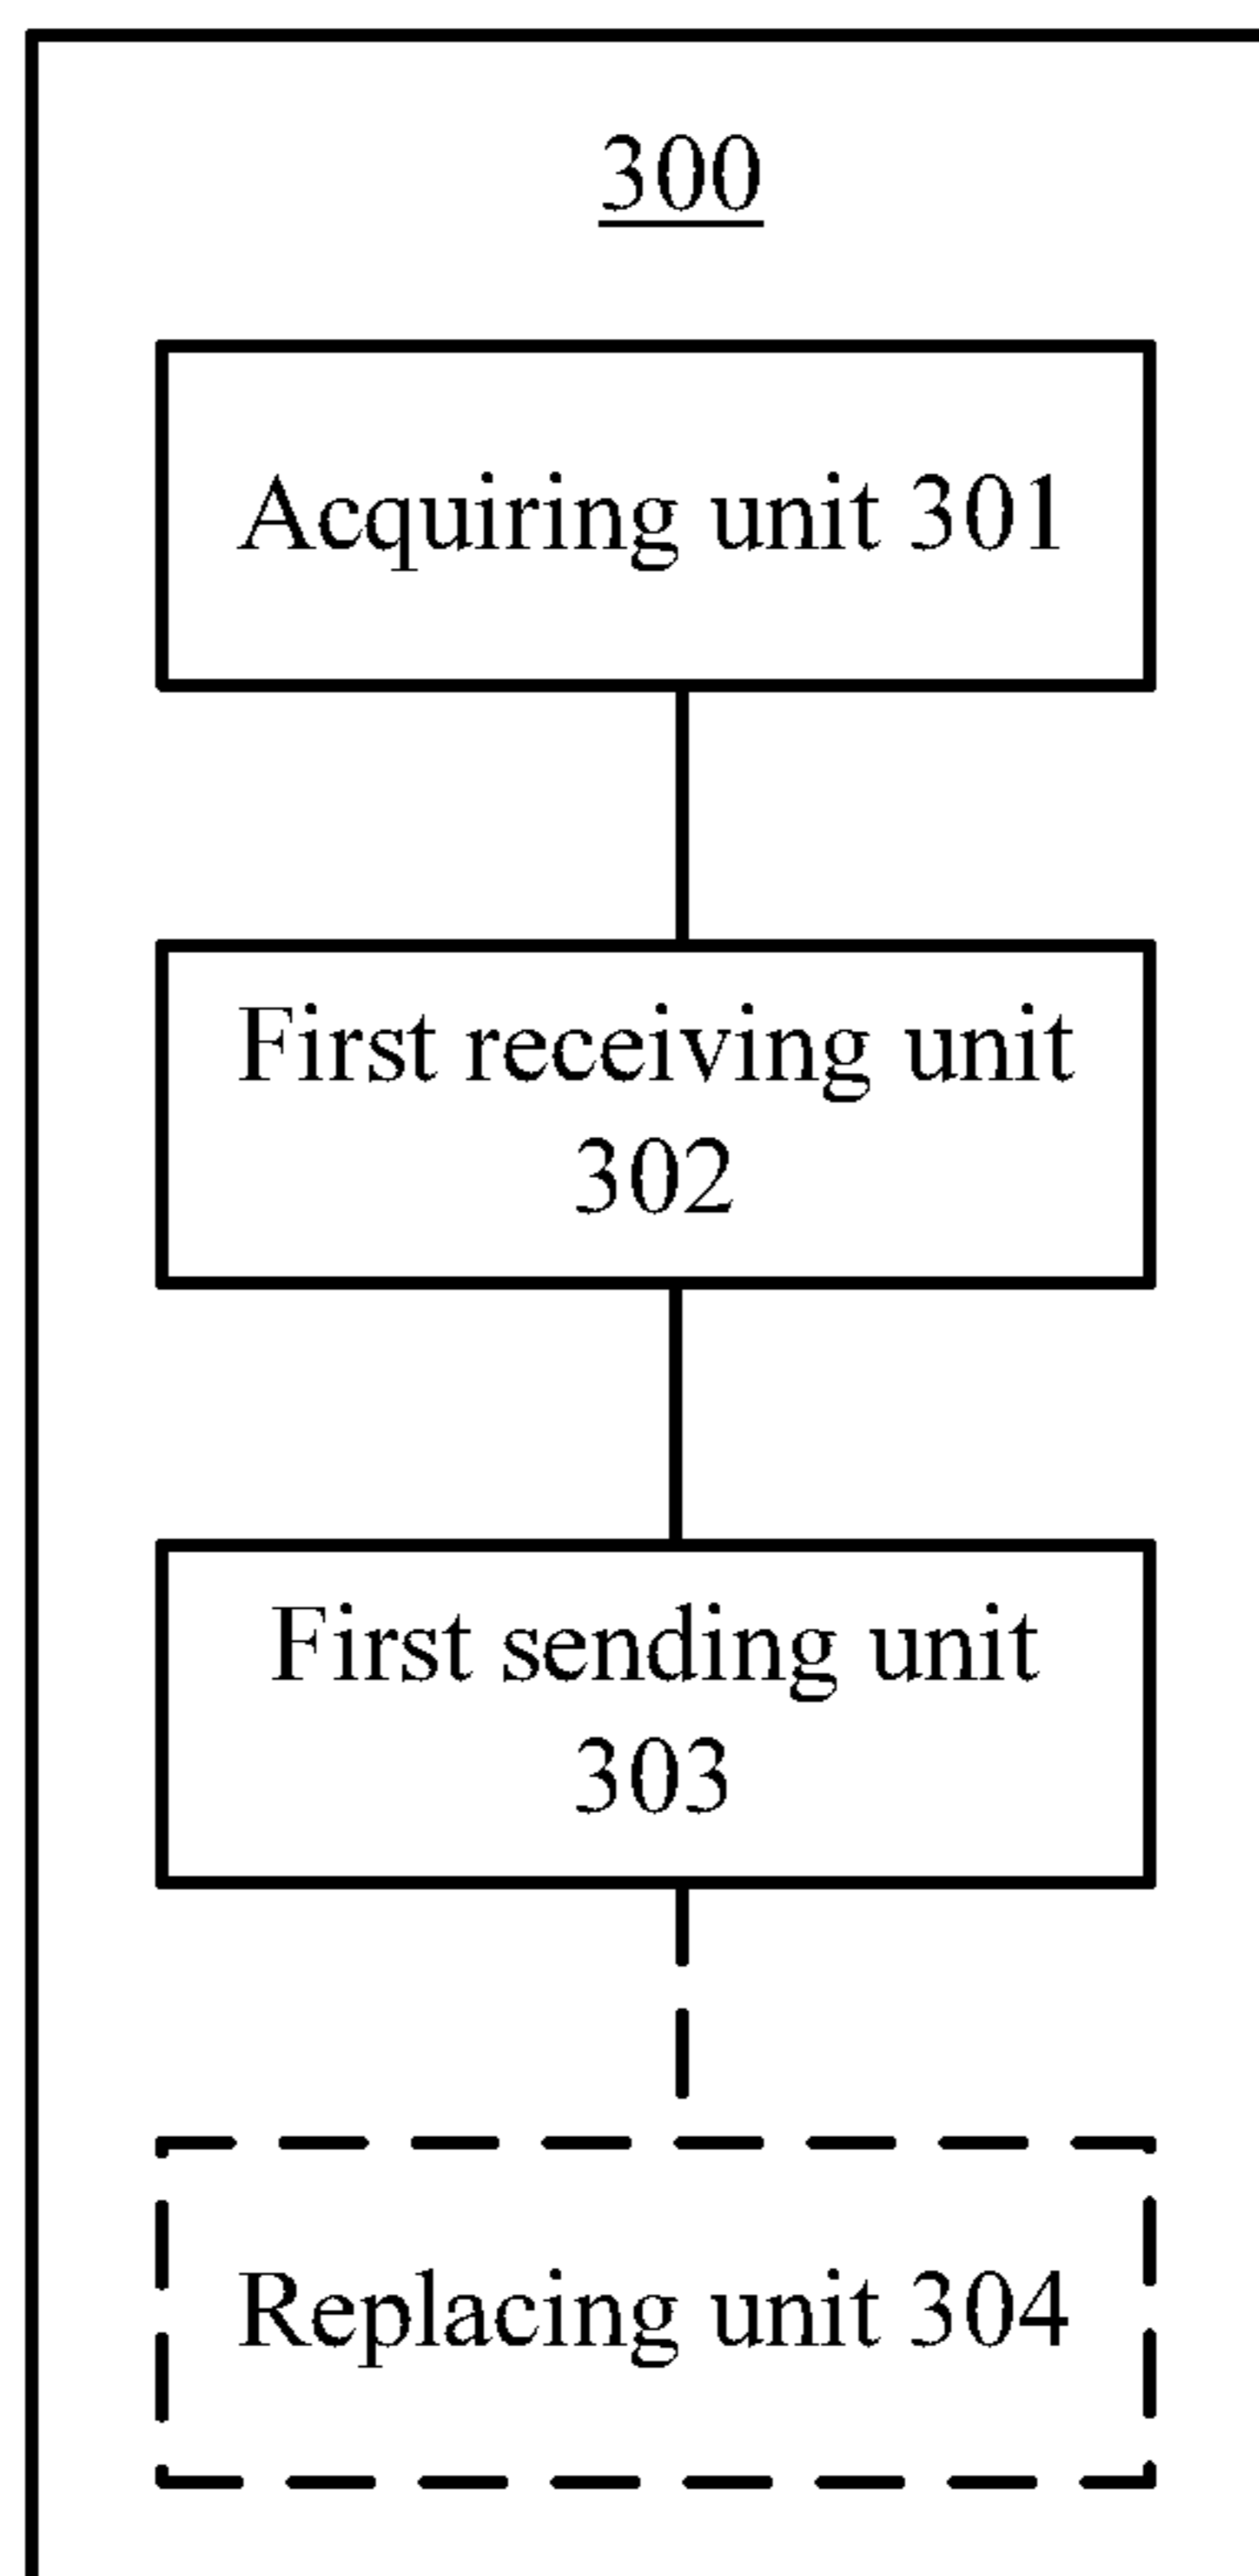 300
Acquiring unit 301
First receiving unit
302
First sending unit
303
Replacing unit 304